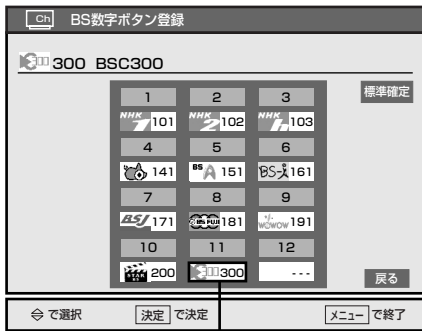 Ch BS数字ボタン登録
300 BSC300
標準確定
1 2 3
NHK 1 101 NHK 2 102 NHK h 103
4 5 6
141 BS A 151 BS-i 161
7 8 9
BSJ 171 BS FUJI 181 WOWOW 191
10 11 12
STAR 200 300 ---
戻る
で選択 決定 で決定 メニュー で終了